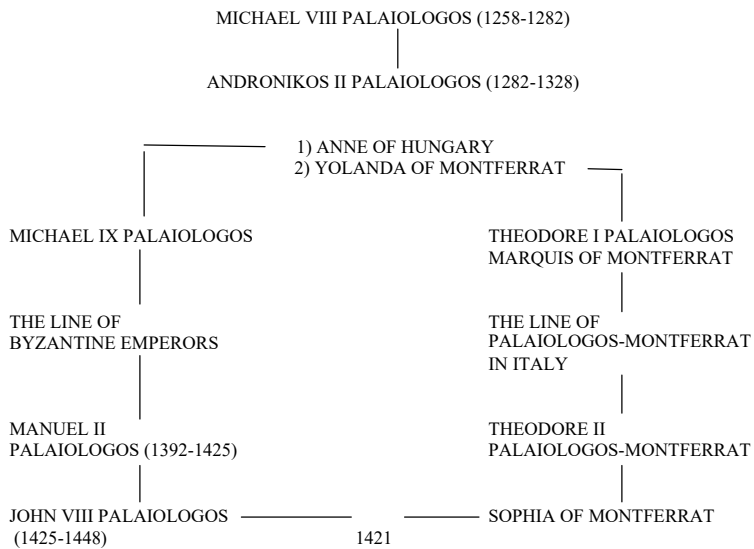 MICHAEL VIII PALAIOLOGOS (1258-1282)
ANDRONIKOS II PALAIOLOGOS (1282-1328)
1) ANNE OF HUNGARY
2) YOLANDA OF MONTFERRAT
MICHAEL IX PALAIOLOGOS
THEODORE I PALAIOLOGOS
MARQUIS OF MONTFERRAT
THE LINE OF
BYZANTINE EMPERORS
THE LINE OF
PALAIOLOGOS-MONTFERRAT
IN ITALY
MANUEL II
PALAIOLOGOS (1392-1425)
THEODORE II
PALAIOLOGOS-MONTFERRAT
JOHN VIII PALAIOLOGOS
(1425-1448)
1421
SOPHIA OF MONTFERRAT